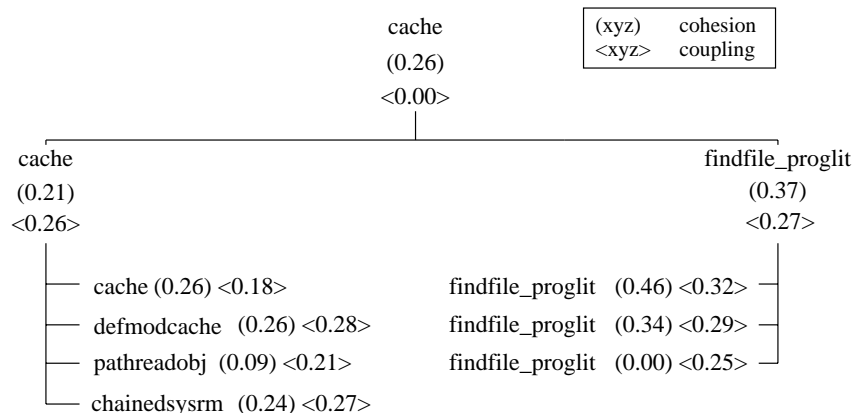 cache
(0.26)
<0.00>
(xyz) cohesion
<xyz> coupling
cache
(0.21)
<0.26>
findfile_proglit
(0.37)
<0.27>
cache (0.26) <0.18>
defmodcache (0.26) <0.28>
pathreadobj (0.09) <0.21>
chainedsysrm (0.24) <0.27>
findfile_proglit (0.46) <0.32>
findfile_proglit (0.34) <0.29>
findfile_proglit (0.00) <0.25>